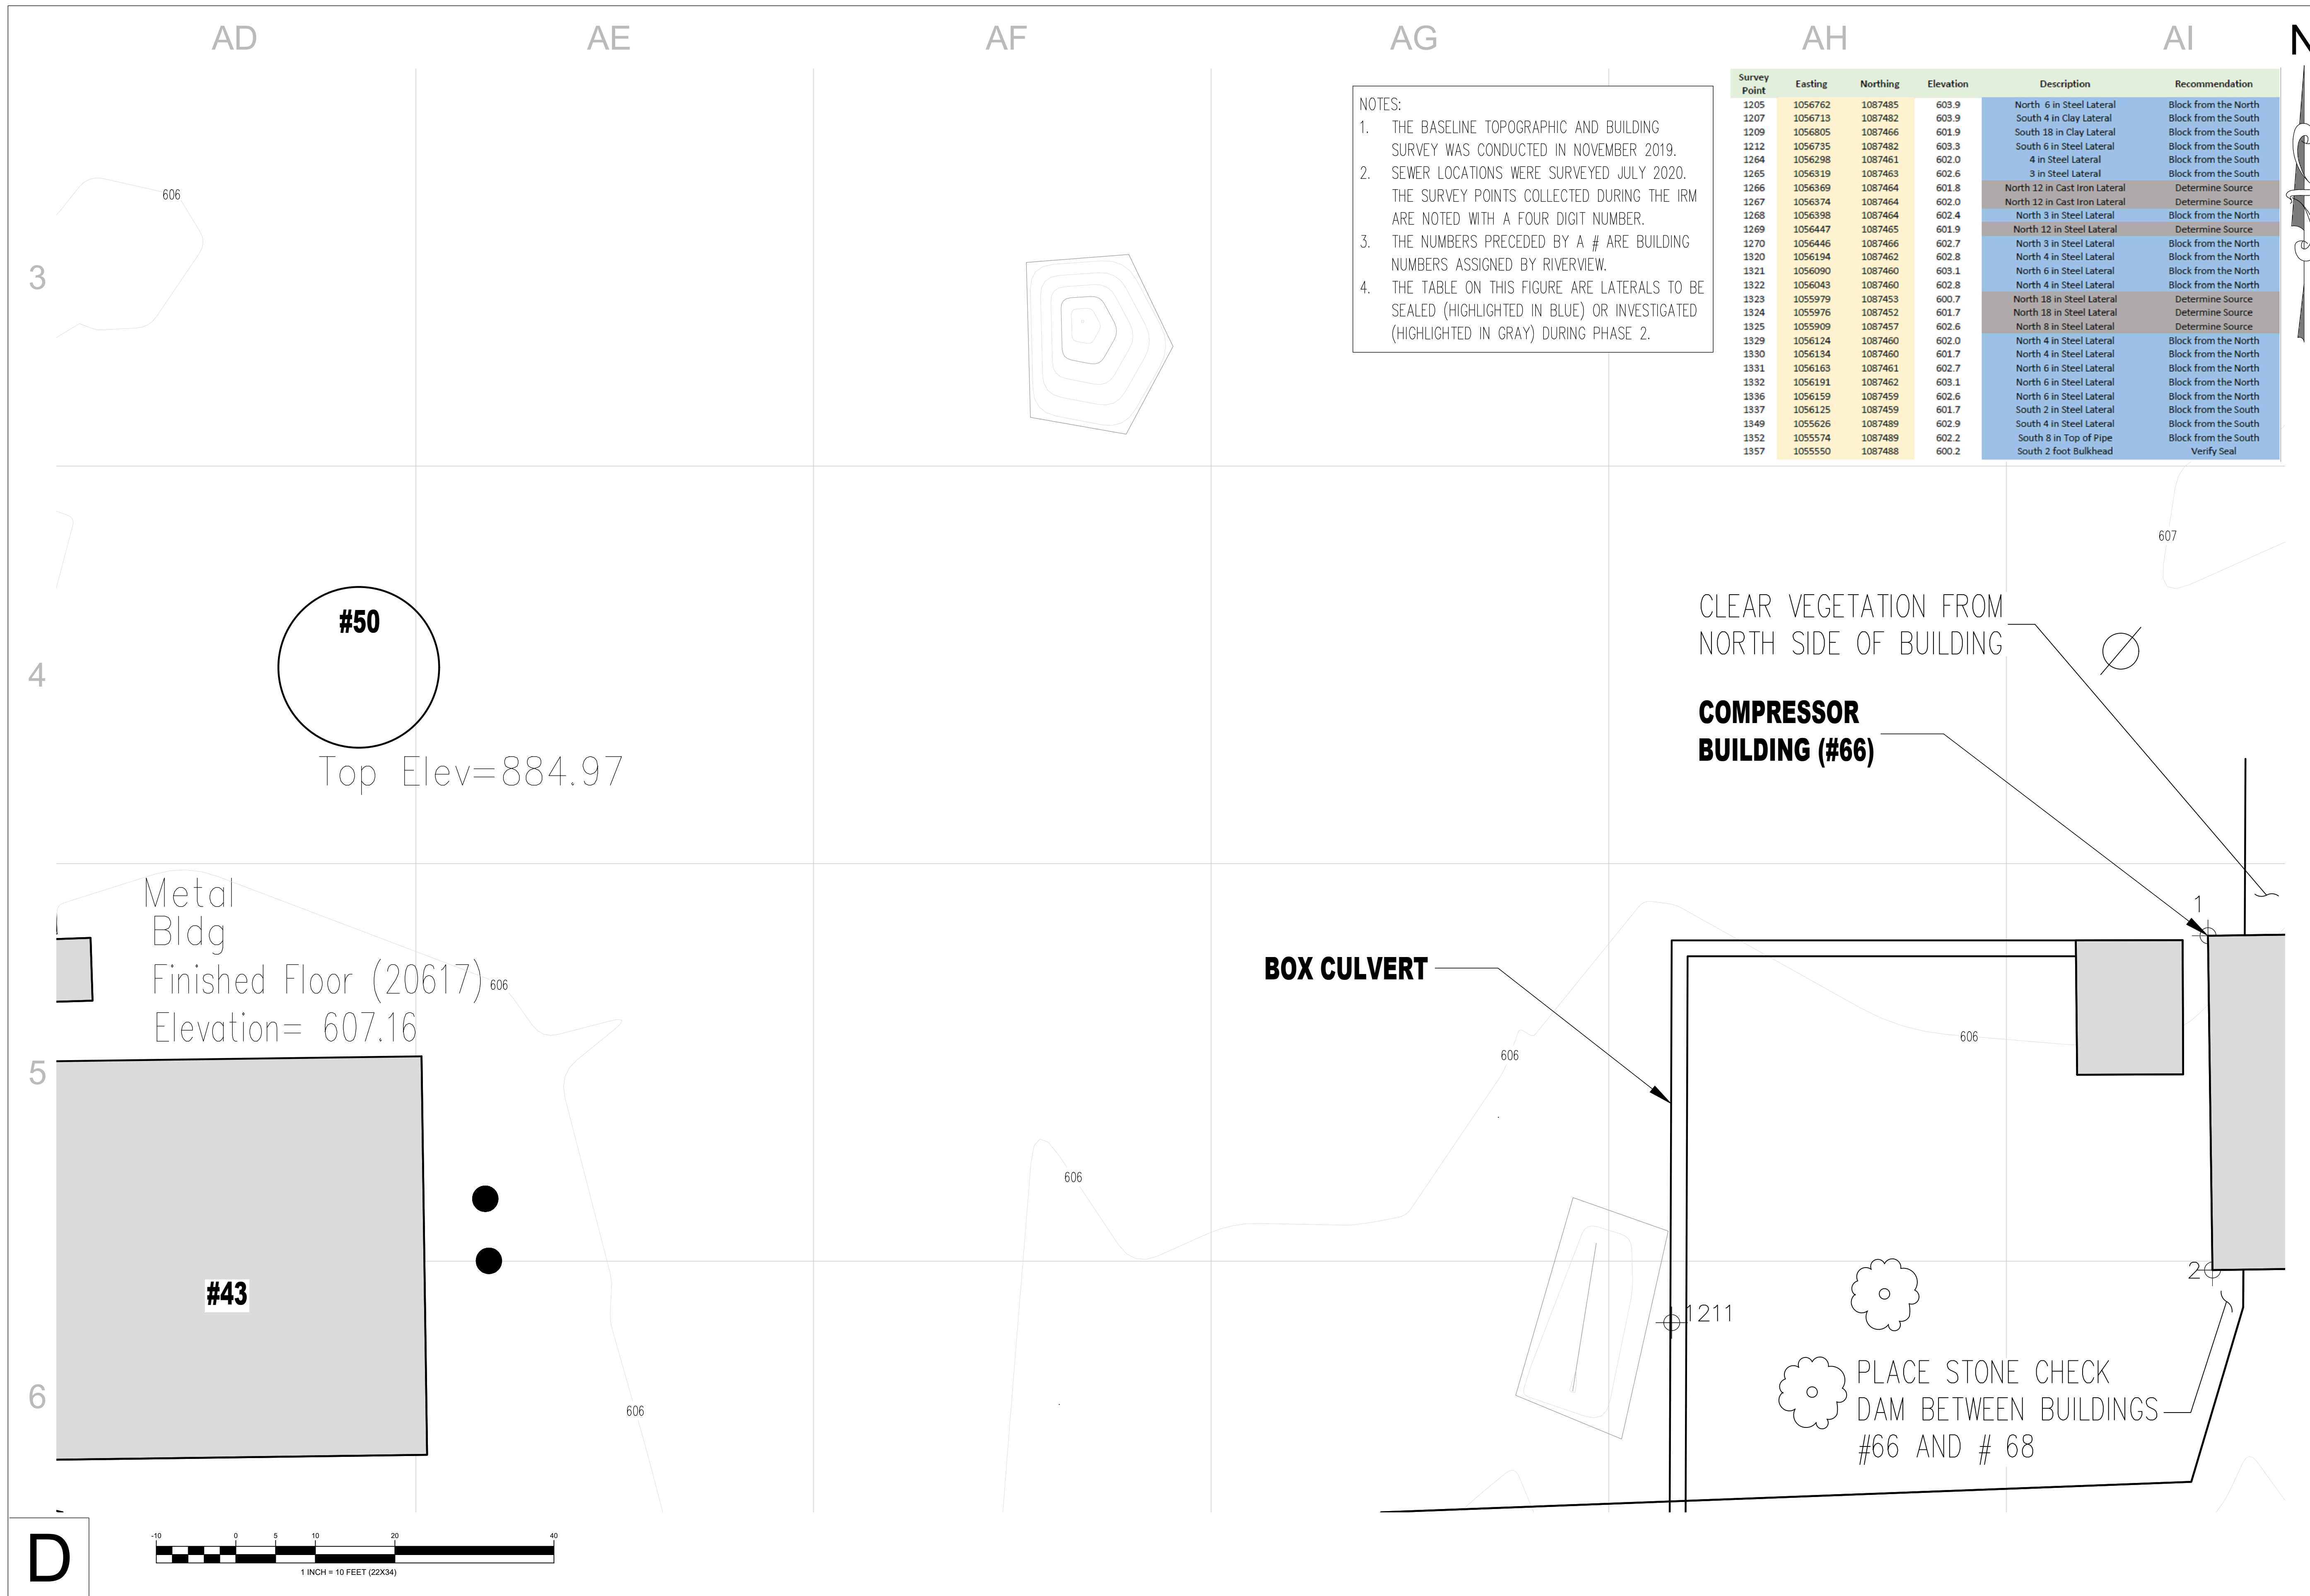 AD AE AF AG AH AI N
NOTES:
1. THE BASELINE TOPOGRAPHIC AND BUILDING
SURVEY WAS CONDUCTED IN NOVEMBER 2019.
2. SEWER LOCATIONS WERE SURVEYED JULY 2020.
THE SURVEY POINTS COLLECTED DURING THE IRM
ARE NOTED WITH A FOUR DIGIT NUMBER.
3. THE NUMBERS PRECEDED BY A # ARE BUILDING
NUMBERS ASSIGNED BY RIVERVIEW.
4. THE TABLE ON THIS FIGURE ARE LATERALS TO BE
SEALED (HIGHLIGHTED IN BLUE) OR INVESTIGATED
(HIGHLIGHTED IN GRAY) DURING PHASE 2.
Survey Point Easting Northing Elevation Description Recommendation
1205 1056762 1087485 603.9 North 6 in Steel Lateral Block from the North
1207 1056713 1087482 603.9 South 4 in Clay Lateral Block from the South
1209 1056805 1087466 601.9 South 18 in Clay Lateral Block from the South
1212 1056735 1087482 603.3 South 6 in Steel Lateral Block from the South
1264 1056298 1087461 602.0 4 in Steel Lateral Block from the South
1265 1056319 1087463 602.6 3 in Steel Lateral Block from the South
1266 1056369 1087464 601.8 North 12 in Cast Iron Lateral Determine Source
1267 1056374 1087464 602.0 North 12 in Cast Iron Lateral Determine Source
1268 1056398 1087464 602.4 North 3 in Steel Lateral Block from the North
1269 1056447 1087465 601.9 North 12 in Steel Lateral Determine Source
1270 1056446 1087466 602.7 North 3 in Steel Lateral Block from the North
1320 1056194 1087462 602.8 North 4 in Steel Lateral Block from the North
1321 1056090 1087460 603.1 North 6 in Steel Lateral Block from the North
1322 1056043 1087460 602.8 North 4 in Steel Lateral Block from the North
1323 1055979 1087453 600.7 North 18 in Steel Lateral Determine Source
1324 1055976 1087452 601.7 North 18 in Steel Lateral Determine Source
1325 1055909 1087457 602.6 North 8 in Steel Lateral Determine Source
1329 1056124 1087460 602.0 North 4 in Steel Lateral Block from the North
1330 1056134 1087460 601.7 North 4 in Steel Lateral Block from the North
1331 1056163 1087461 602.7 North 6 in Steel Lateral Block from the North
1332 1056191 1087462 603.1 North 6 in Steel Lateral Block from the North
1336 1056159 1087459 602.6 North 6 in Steel Lateral Block from the North
1337 1056125 1087459 601.7 South 2 in Steel Lateral Block from the South
1349 1055626 1087489 602.9 South 4 in Steel Lateral Block from the South
1352 1055574 1087489 602.2 South 8 in Top of Pipe Block from the South
1357 1055550 1087488 600.2 South 2 foot Bulkhead Verify Seal
606
3
607
CLEAR VEGETATION FROM
NORTH SIDE OF BUILDING
#50
4
COMPRESSOR
BUILDING (#66)
Top Elev=884.97
Metal
Bldg
Finished Floor (20617)
606
Elevation= 607.16
1
BOX CULVERT
606
606
5
606
#43
2
1211
PLACE STONE CHECK
DAM BETWEEN BUILDINGS
#66 AND # 68
6
606
D
-10 0 5 10 20 40
1 INCH = 10 FEET (22X34)